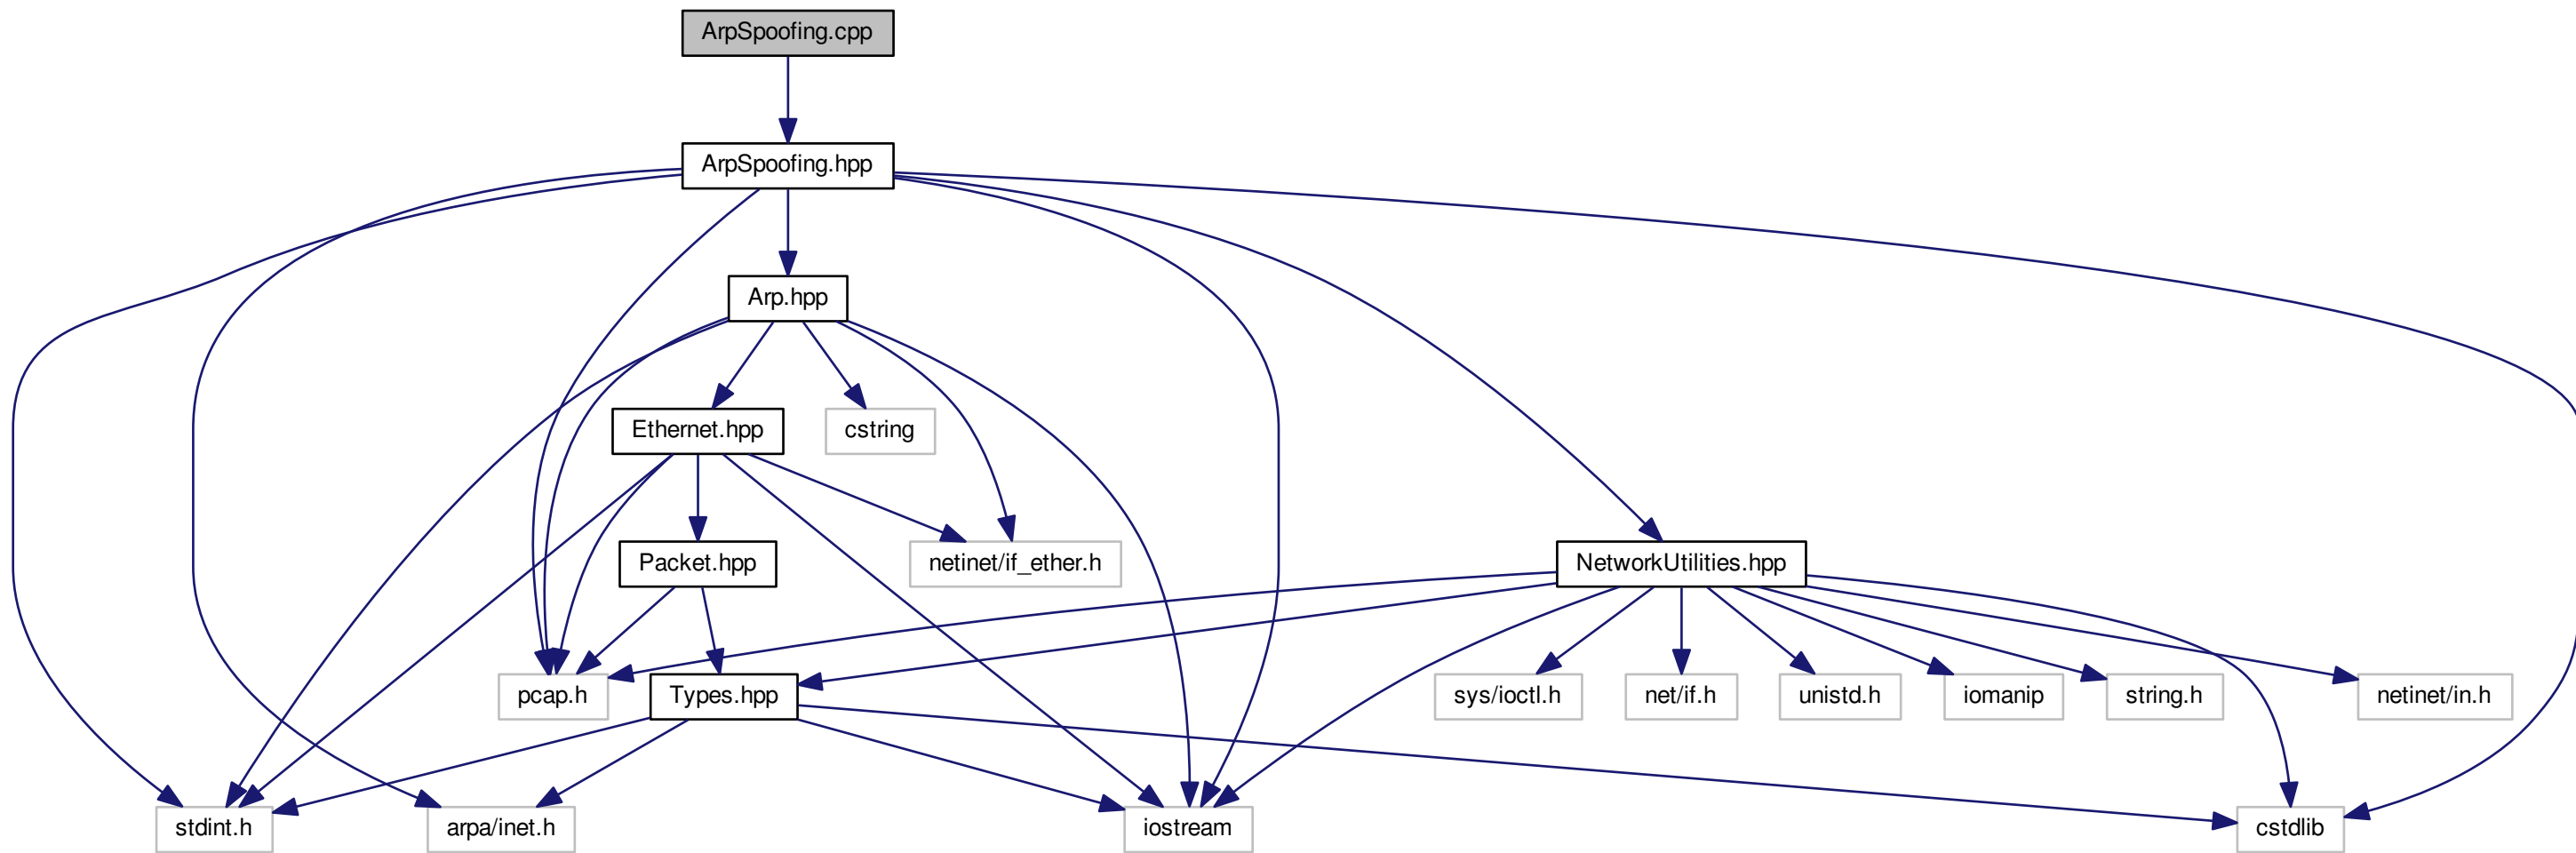 ArpSpoofing.cpp
ArpSpoofing.hpp
Arp.hpp
Ethernet.hpp
cstring
Packet.hpp
netinet/if_ether.h
NetworkUtilities.hpp
pcap.h
Types.hpp
sys/ioctl.h
net/if.h
unistd.h
iomanip
string.h
netinet/in.h
stdint.h
arpa/inet.h
iostream
cstdlib